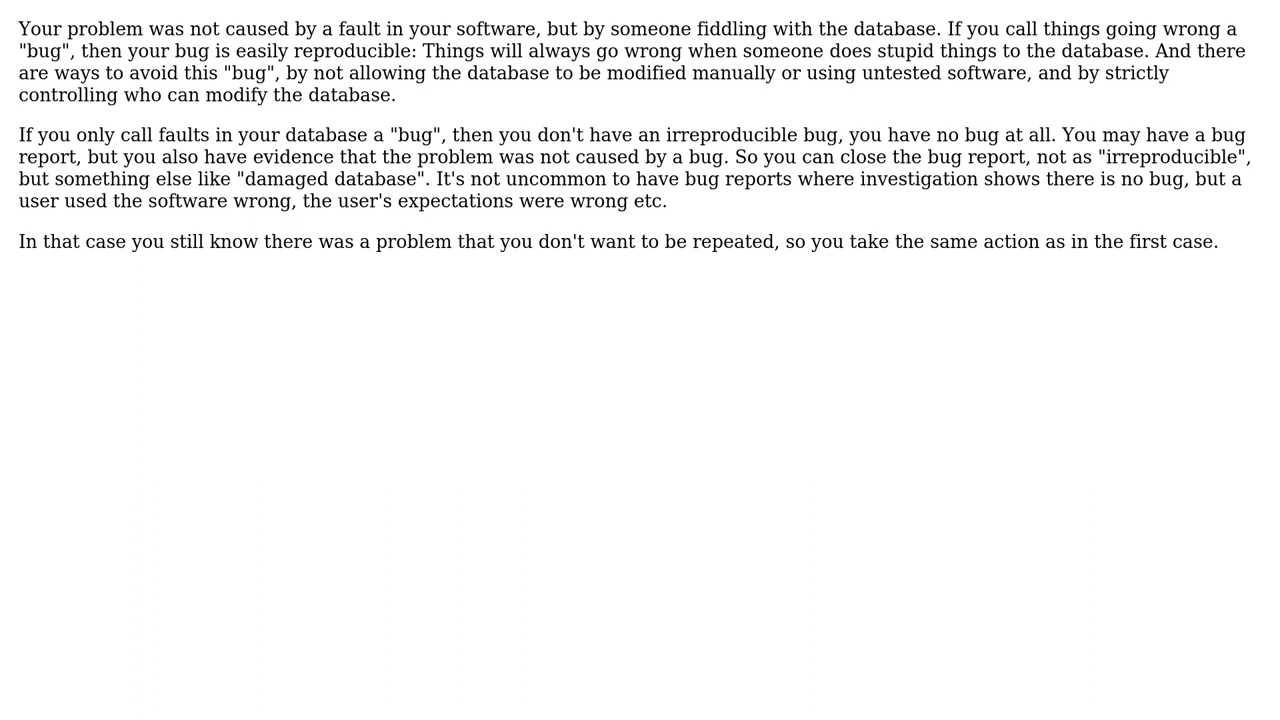 Your problem was not caused by a fault in your software, but by someone fiddling with the database. If you call things going wrong a
"bug", then your bug is easily reproducible: Things will always go wrong when someone does stupid things to the database. And there
are ways to avoid this "bug", by not allowing the database to be modified manually or using untested software, and by strictly
controlling who can modify the database.
If you only call faults in your database a "bug", then you don't have an irreproducible bug, you have no bug at all. You may have a bug
report, but you also have evidence that the problem was not caused by a bug. So you can close the bug report, not as "irreproducible",
but something else like "damaged database". It's not uncommon to have bug reports where investigation shows there is no bug, but a
user used the software wrong, the user's expectations were wrong etc.
In that case you still know there was a problem that you don't want to be repeated, so you take the same action as in the first case.